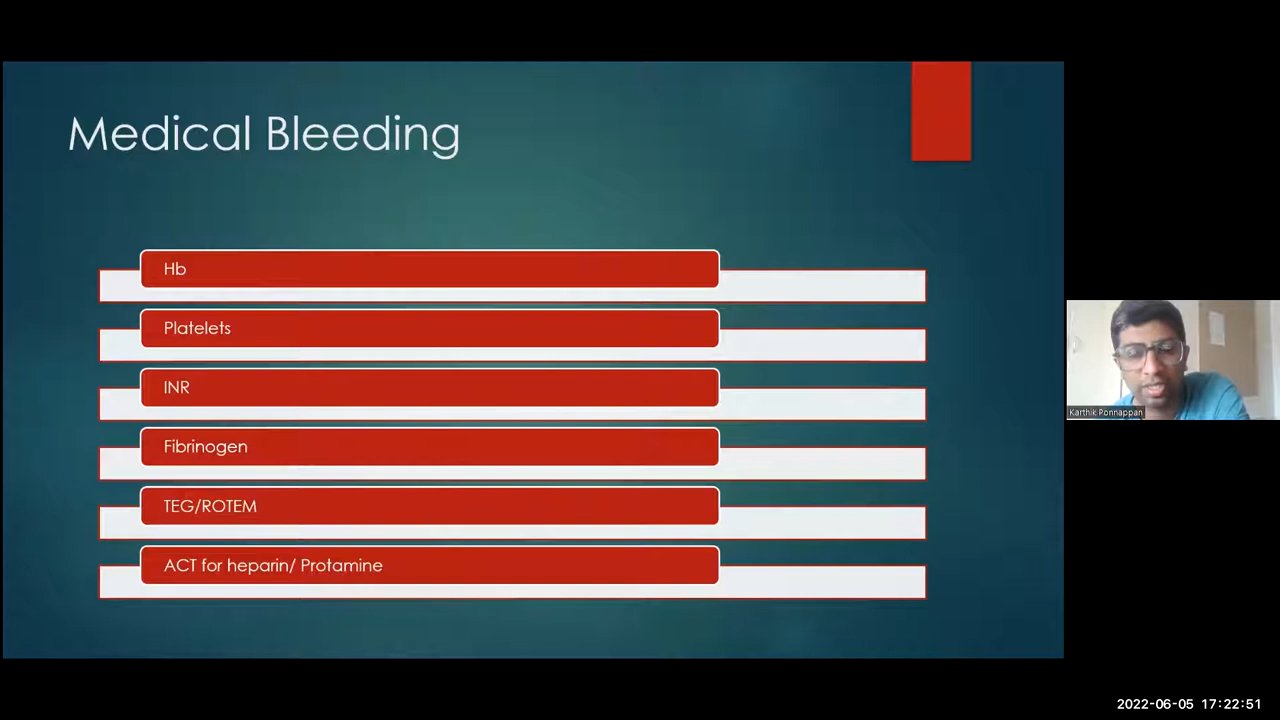 Medical Bleeding
Hb
Platelets
INR
Fibrinogen
TEG/ROTEM
ACT for heparin/ Protamine
Karthik Ponnappan
2022-06-05 17:22:51